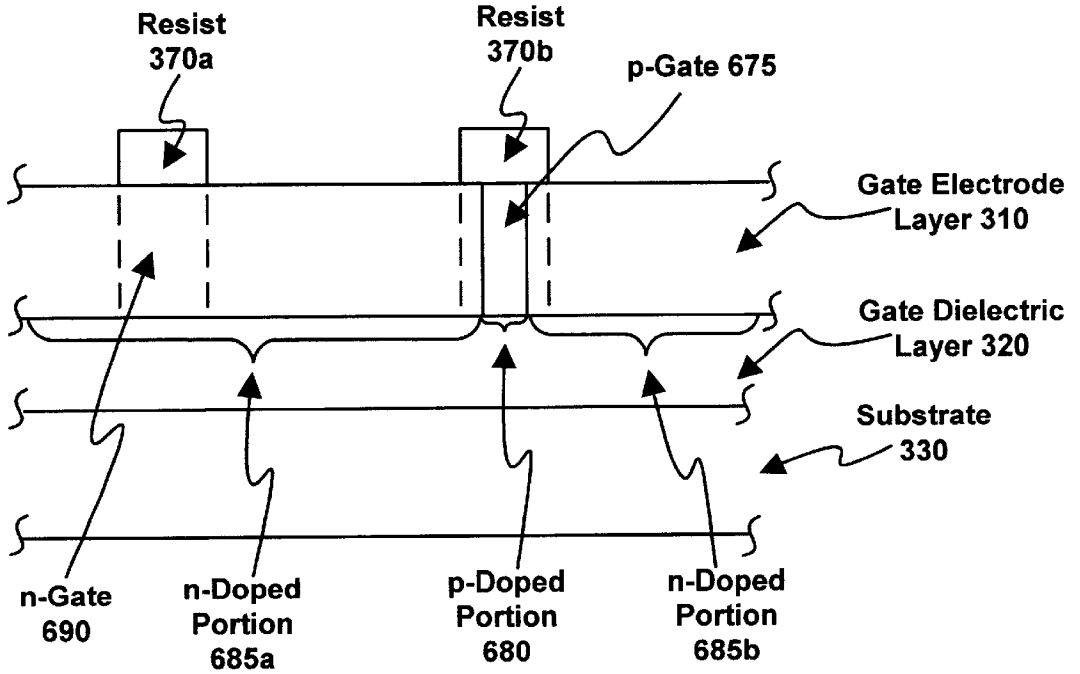 Resist
370a
Resist
370b
p-Gate 675
Gate Electrode
Layer 310
Gate Dielectric
Layer 320
Substrate
330
n-Gate
690
n-Doped
Portion
685a
p-Doped
Portion
680
n-Doped
Portion
685b